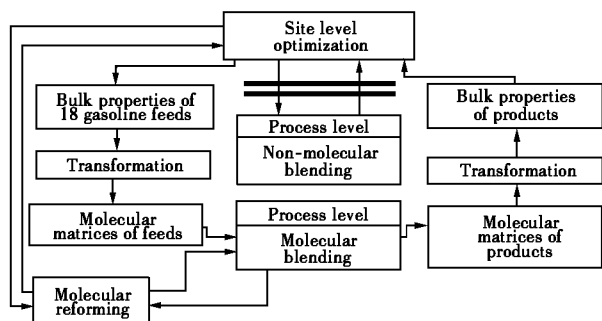 Site level
optimization
Bulk properties of
18 gasoline feeds
Process level
Non-molecular
blending
Bulk properties
of products
Transformation
Transformation
Molecular
matrices of feeds
Process level
Molecular
blending
Molecular
matrices of
products
Molecular
reforming